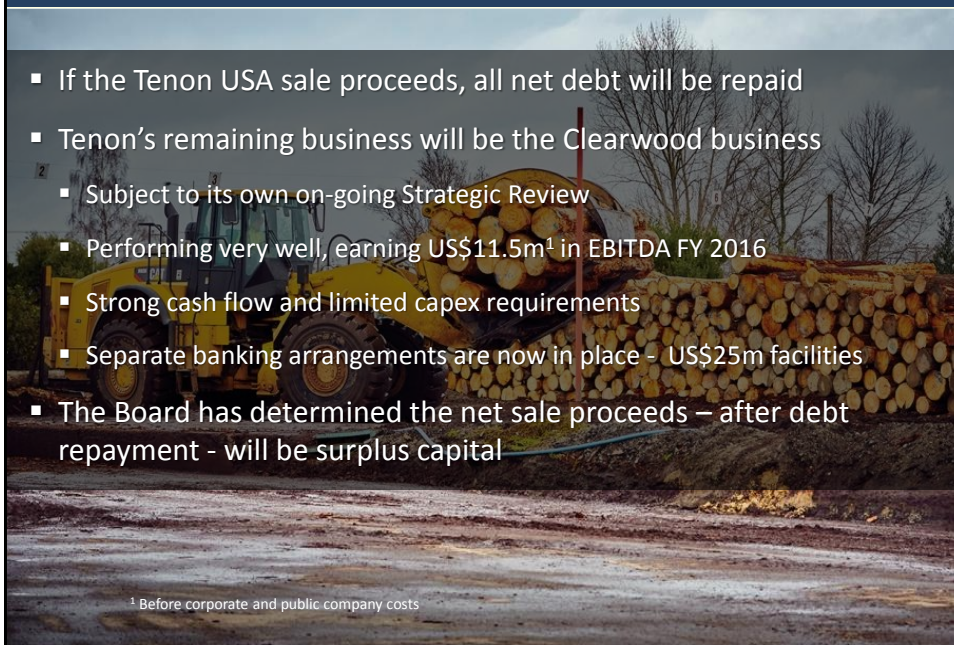 ▪ If the Tenon USA sale proceeds, all net debt will be repaid
▪ Tenon's remaining business will be the Clearwood business
▪ Subject to its own on-going Strategic Review
▪ Performing very well, earning US$11.5m¹ in EBITDA FY 2016
▪ Strong cash flow and limited capex requirements
▪ Separate banking arrangements are now in place - US$25m facilities
▪ The Board has determined the net sale proceeds – after debt
repayment - will be surplus capital
¹ Before corporate and public company costs
2
3